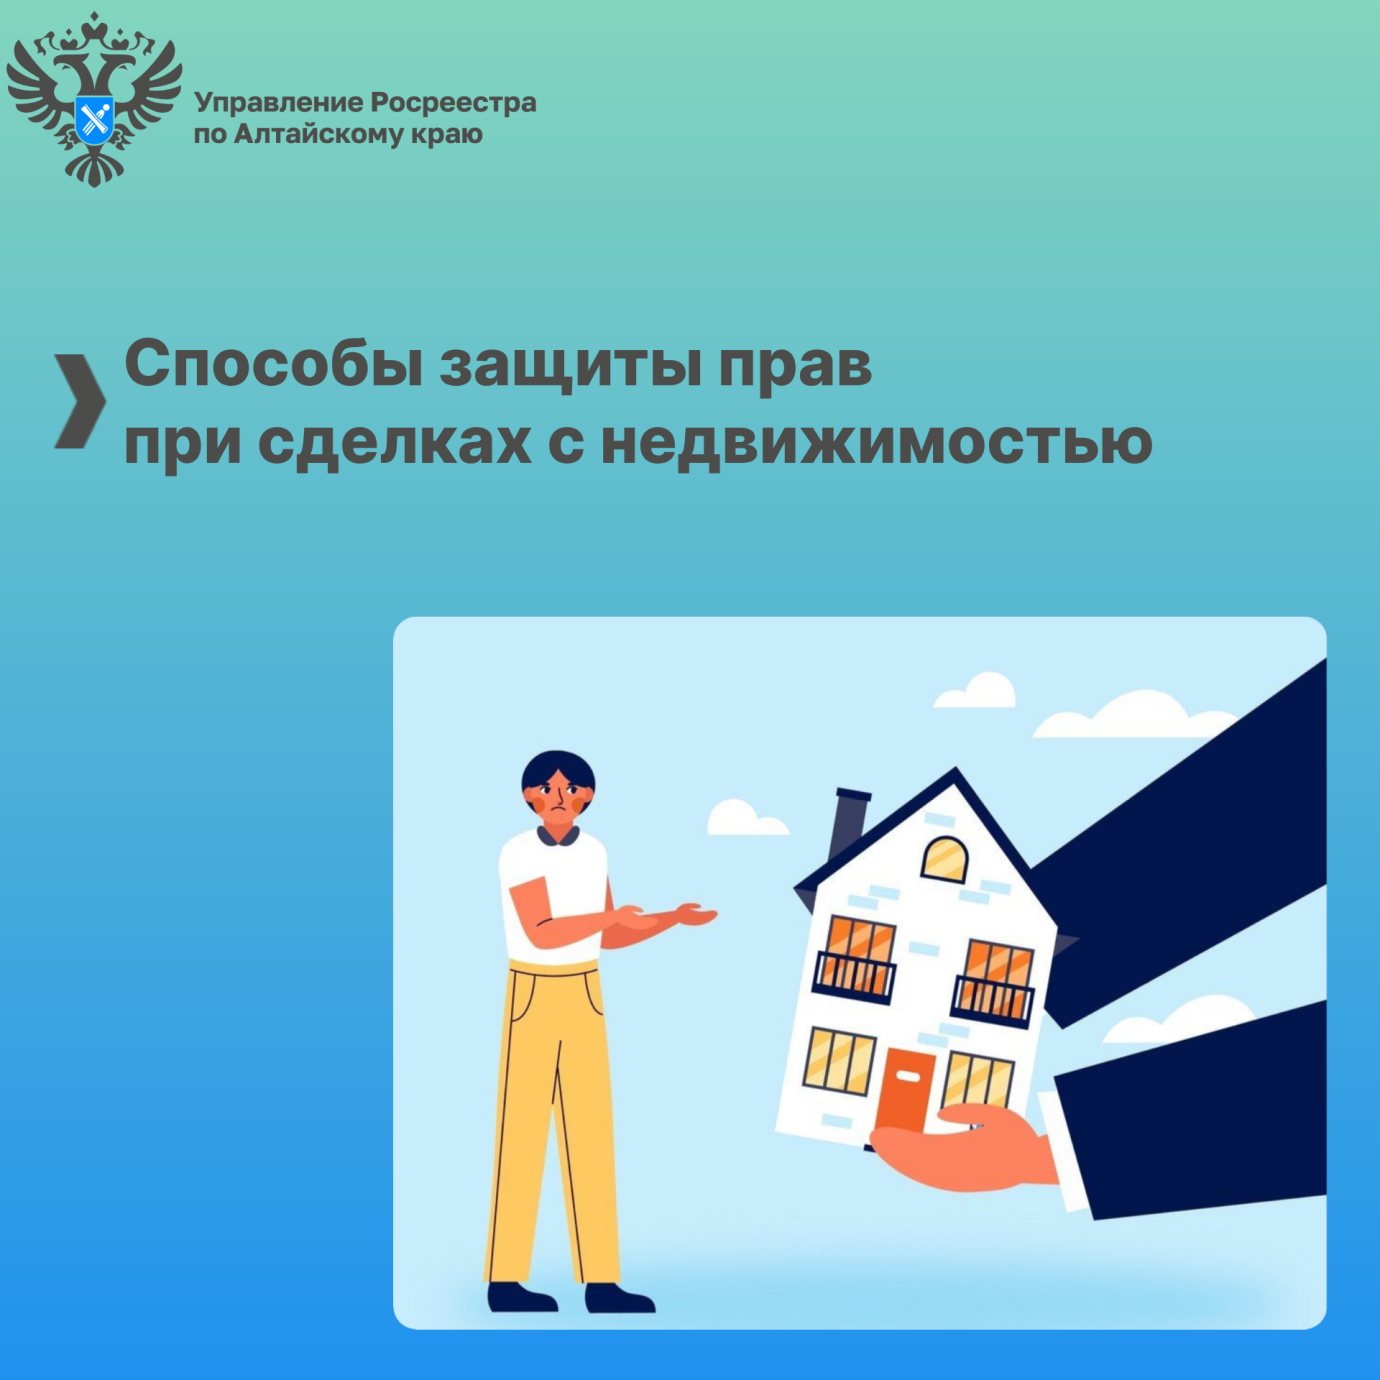 Управление Росреестра
по Алтайскому краю
Способы защиты прав
при сделках с недвижимостью